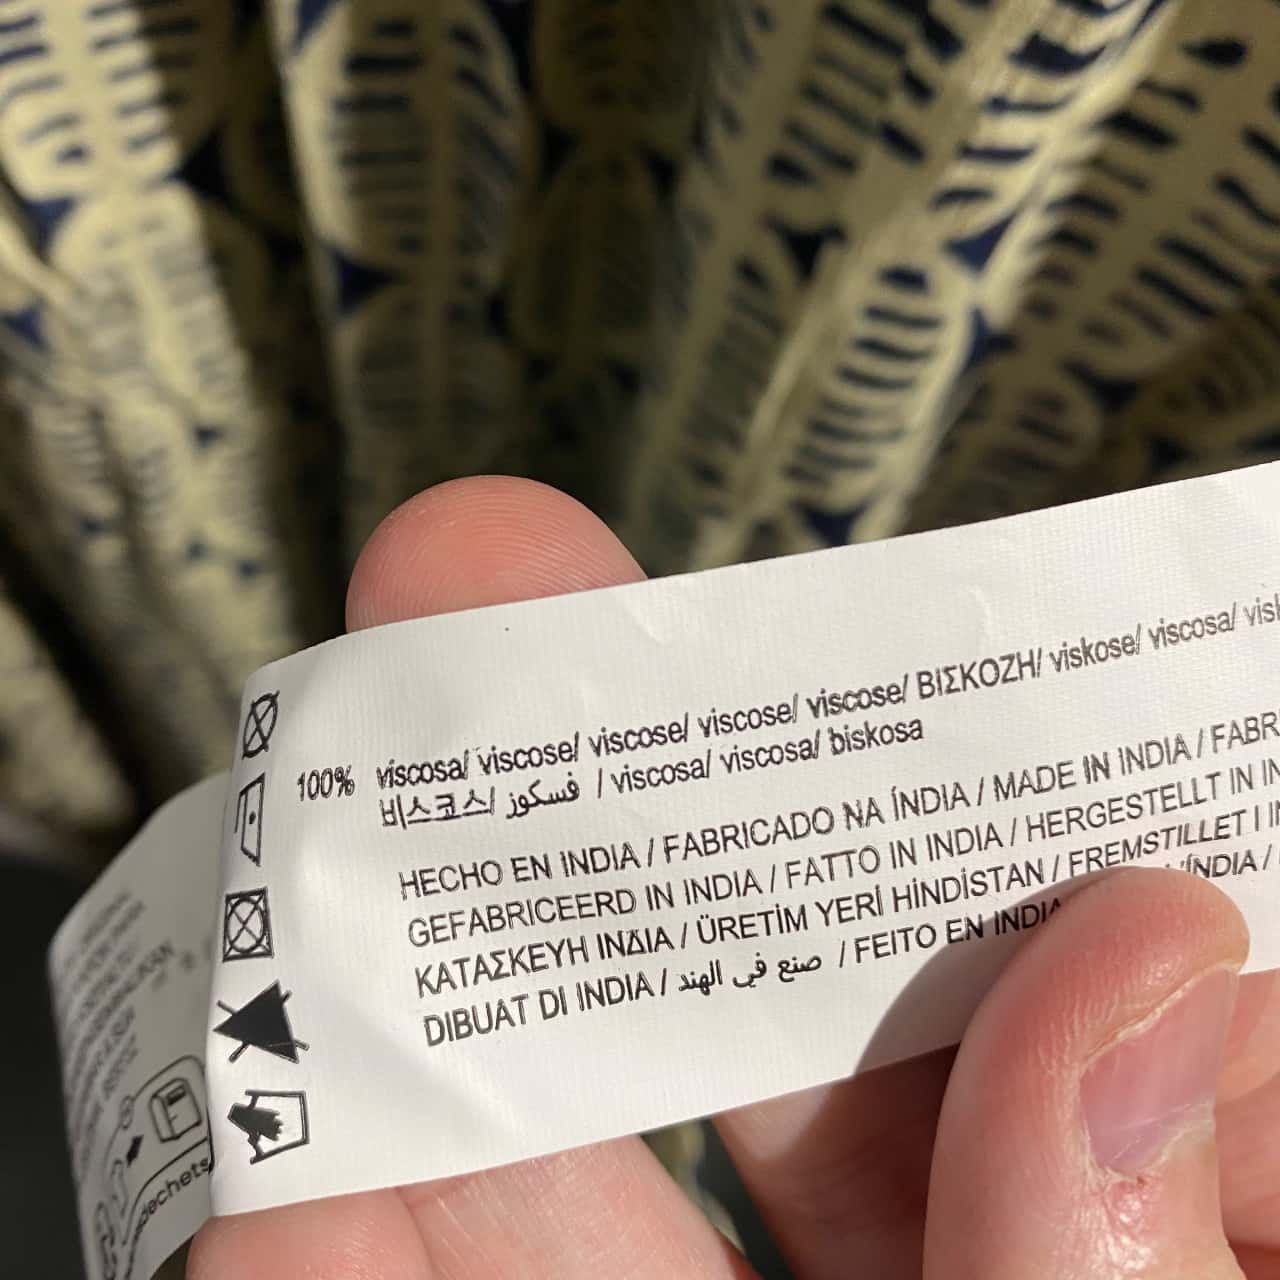 100% viscosa/ viscose/ viscose/ viscose/ viscose/ ΒΙΣΚΟΖΗ/ viskose/ viscosa/
비스코스/ فسكوز / viscosa/ viscosa/ biskosa
HECHO EN INDIA / FABRICADO NA ÍNDIA / MADE IN INDIA /
GEFABRICEERD IN INDIA / FATTO IN INDIA / HERGESTELLT IN
ΚΑΤΑΣΚΕΥΗ ΙΝΔΙΑ / ÜRETİM YERİ HİNDİSTAN / FREMSTILLET I
DIBUAT DI INDIA / صنع في الهند / FEITO EN INDIA ÍNDIA /
dechets